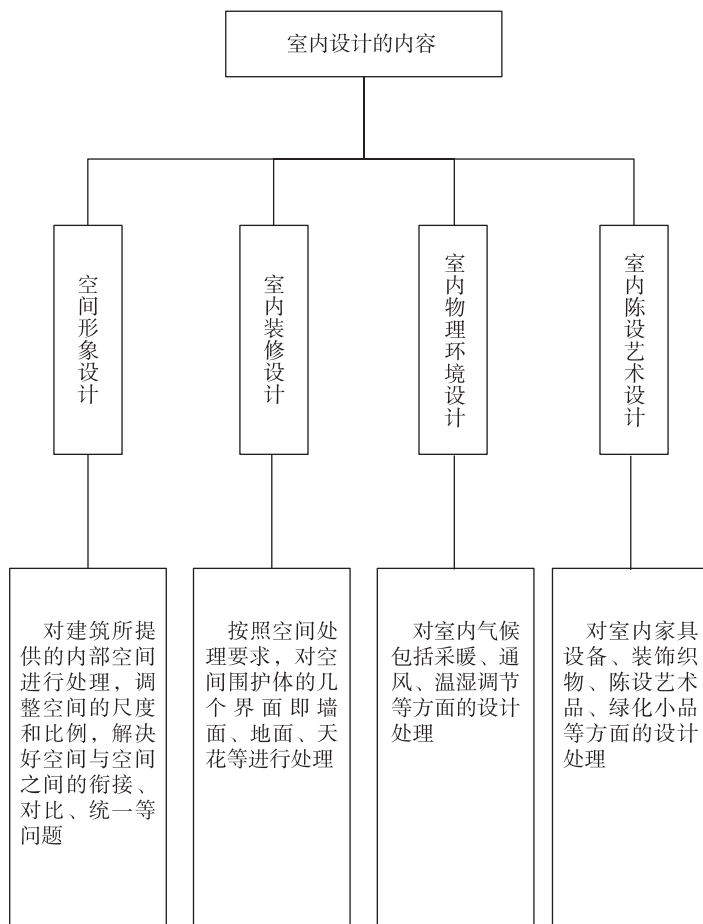 室内设计的内容
空间形象设计
室内装修设计
室内物理环境设计
室内陈设艺术设计
对建筑所提
供的内部空间
进行处理，调
整空间的尺度
和比例，解决
好空间与空间
之间的衔接、
对比、统一等
问题
按照空间处
理要求，对空
间围护体的几
个界面即墙
面、地面、天
花等进行处理
对室内气候
包括采暖、通
风、温湿调节
等方面的设计
处理
对室内家具
设备、装饰织
物、陈设艺术
品、绿化小品
等方面的设计
处理